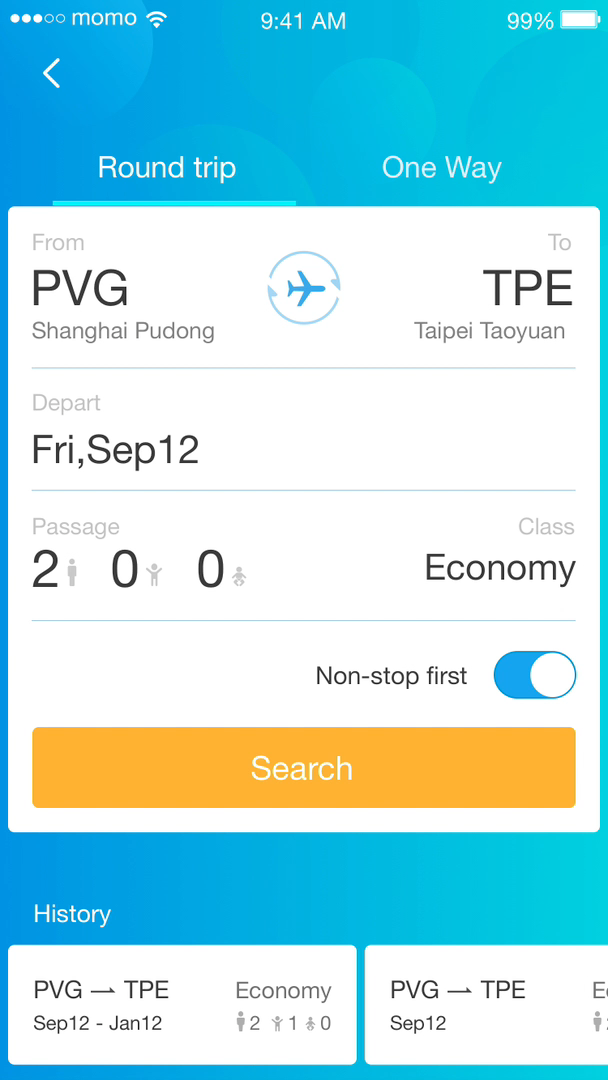 momo 9:41 AM 99%
Round trip One Way
From To
PVG TPE
Shanghai Pudong Taipei Taoyuan
Depart
Fri,Sep12
Passage Class
2 0 0 Economy
Non-stop first
Search
History
PVG TPE Economy
Sep12 - Jan12 2 1 0
PVG TPE
Sep12